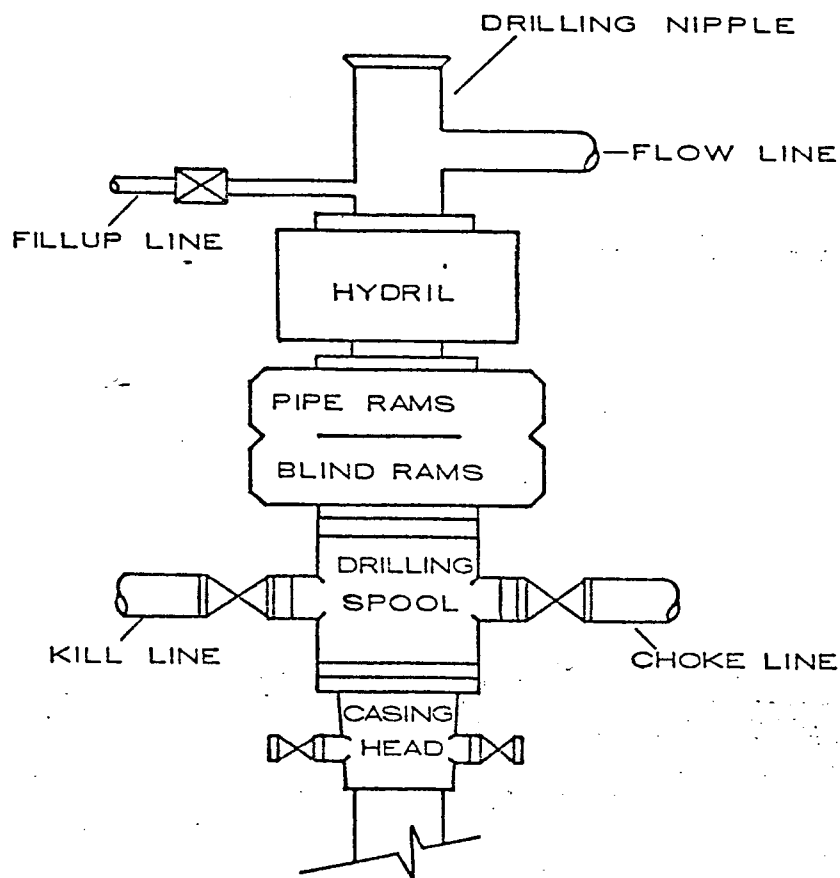 DRILLING NIPPLE
FLOW LINE
FILLUP LINE
HYDRIL
PIPE RAMS
BLIND RAMS
DRILLING
SPOOL
KILL LINE
CHOKE LINE
CASING
HEAD